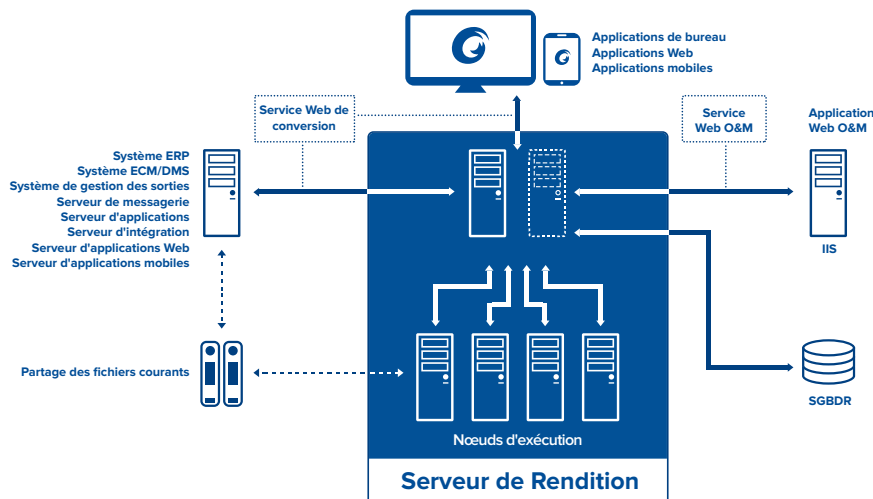 Applications de bureau
Applications Web
Applications mobiles
Service Web de
conversion
Service
Web O&M
Application
Web O&M
Système ERP
Système ECM/DMS
Système de gestion des sorties
Serveur de messagerie
Serveur d'applications
Serveur d'intégration
Serveur d'applications Web
Serveur d'applications mobiles
IIS
Partage des fichiers courants
SGBDR
Nœuds d'exécution
Serveur de Rendition